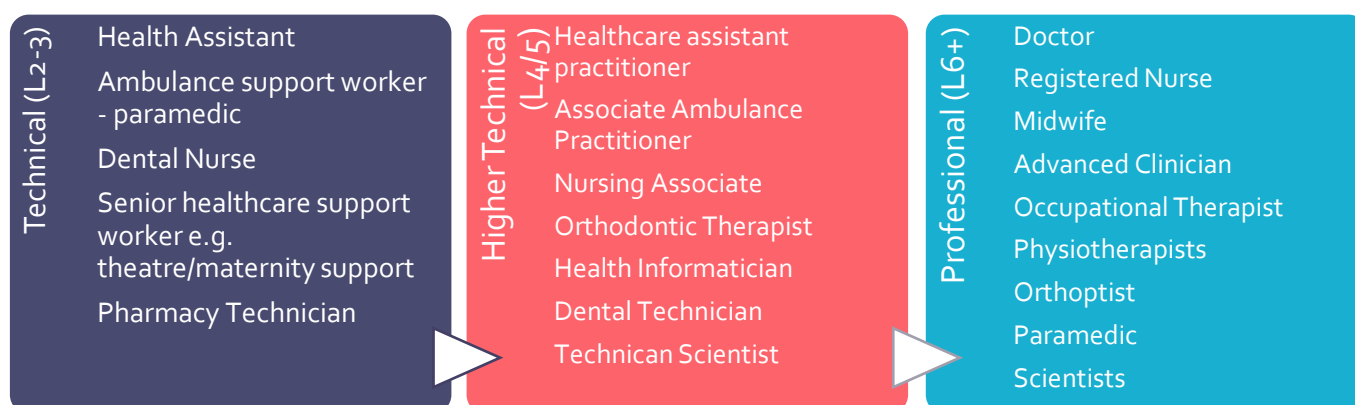 Technical (L2-3)
Health Assistant
Ambulance support worker
- paramedic
Dental Nurse
Senior healthcare support
worker e.g.
theatre/maternity support
Pharmacy Technician
Higher Technical
(L4/5)
Healthcare assistant
practitioner
Associate Ambulance
Practitioner
Nursing Associate
Orthodontic Therapist
Health Informatician
Dental Technician
Technican Scientist
Professional (L6+)
Doctor
Registered Nurse
Midwife
Advanced Clinician
Occupational Therapist
Physiotherapists
Orthoptist
Paramedic
Scientists